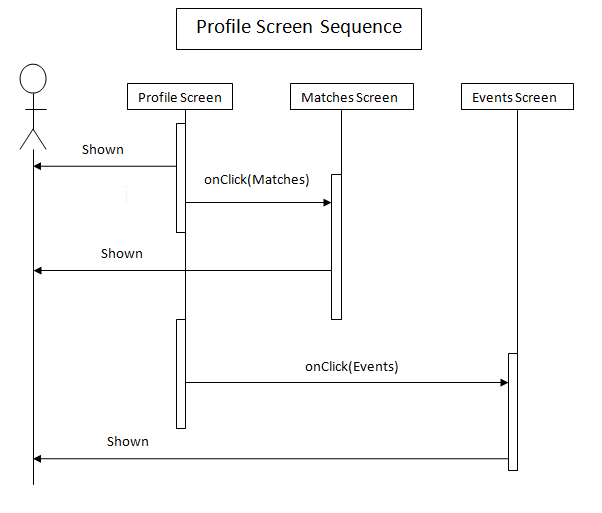 Profile Screen Sequence
Profile Screen
Matches Screen
Events Screen
Shown
onClick(Matches)
Shown
onClick(Events)
Shown